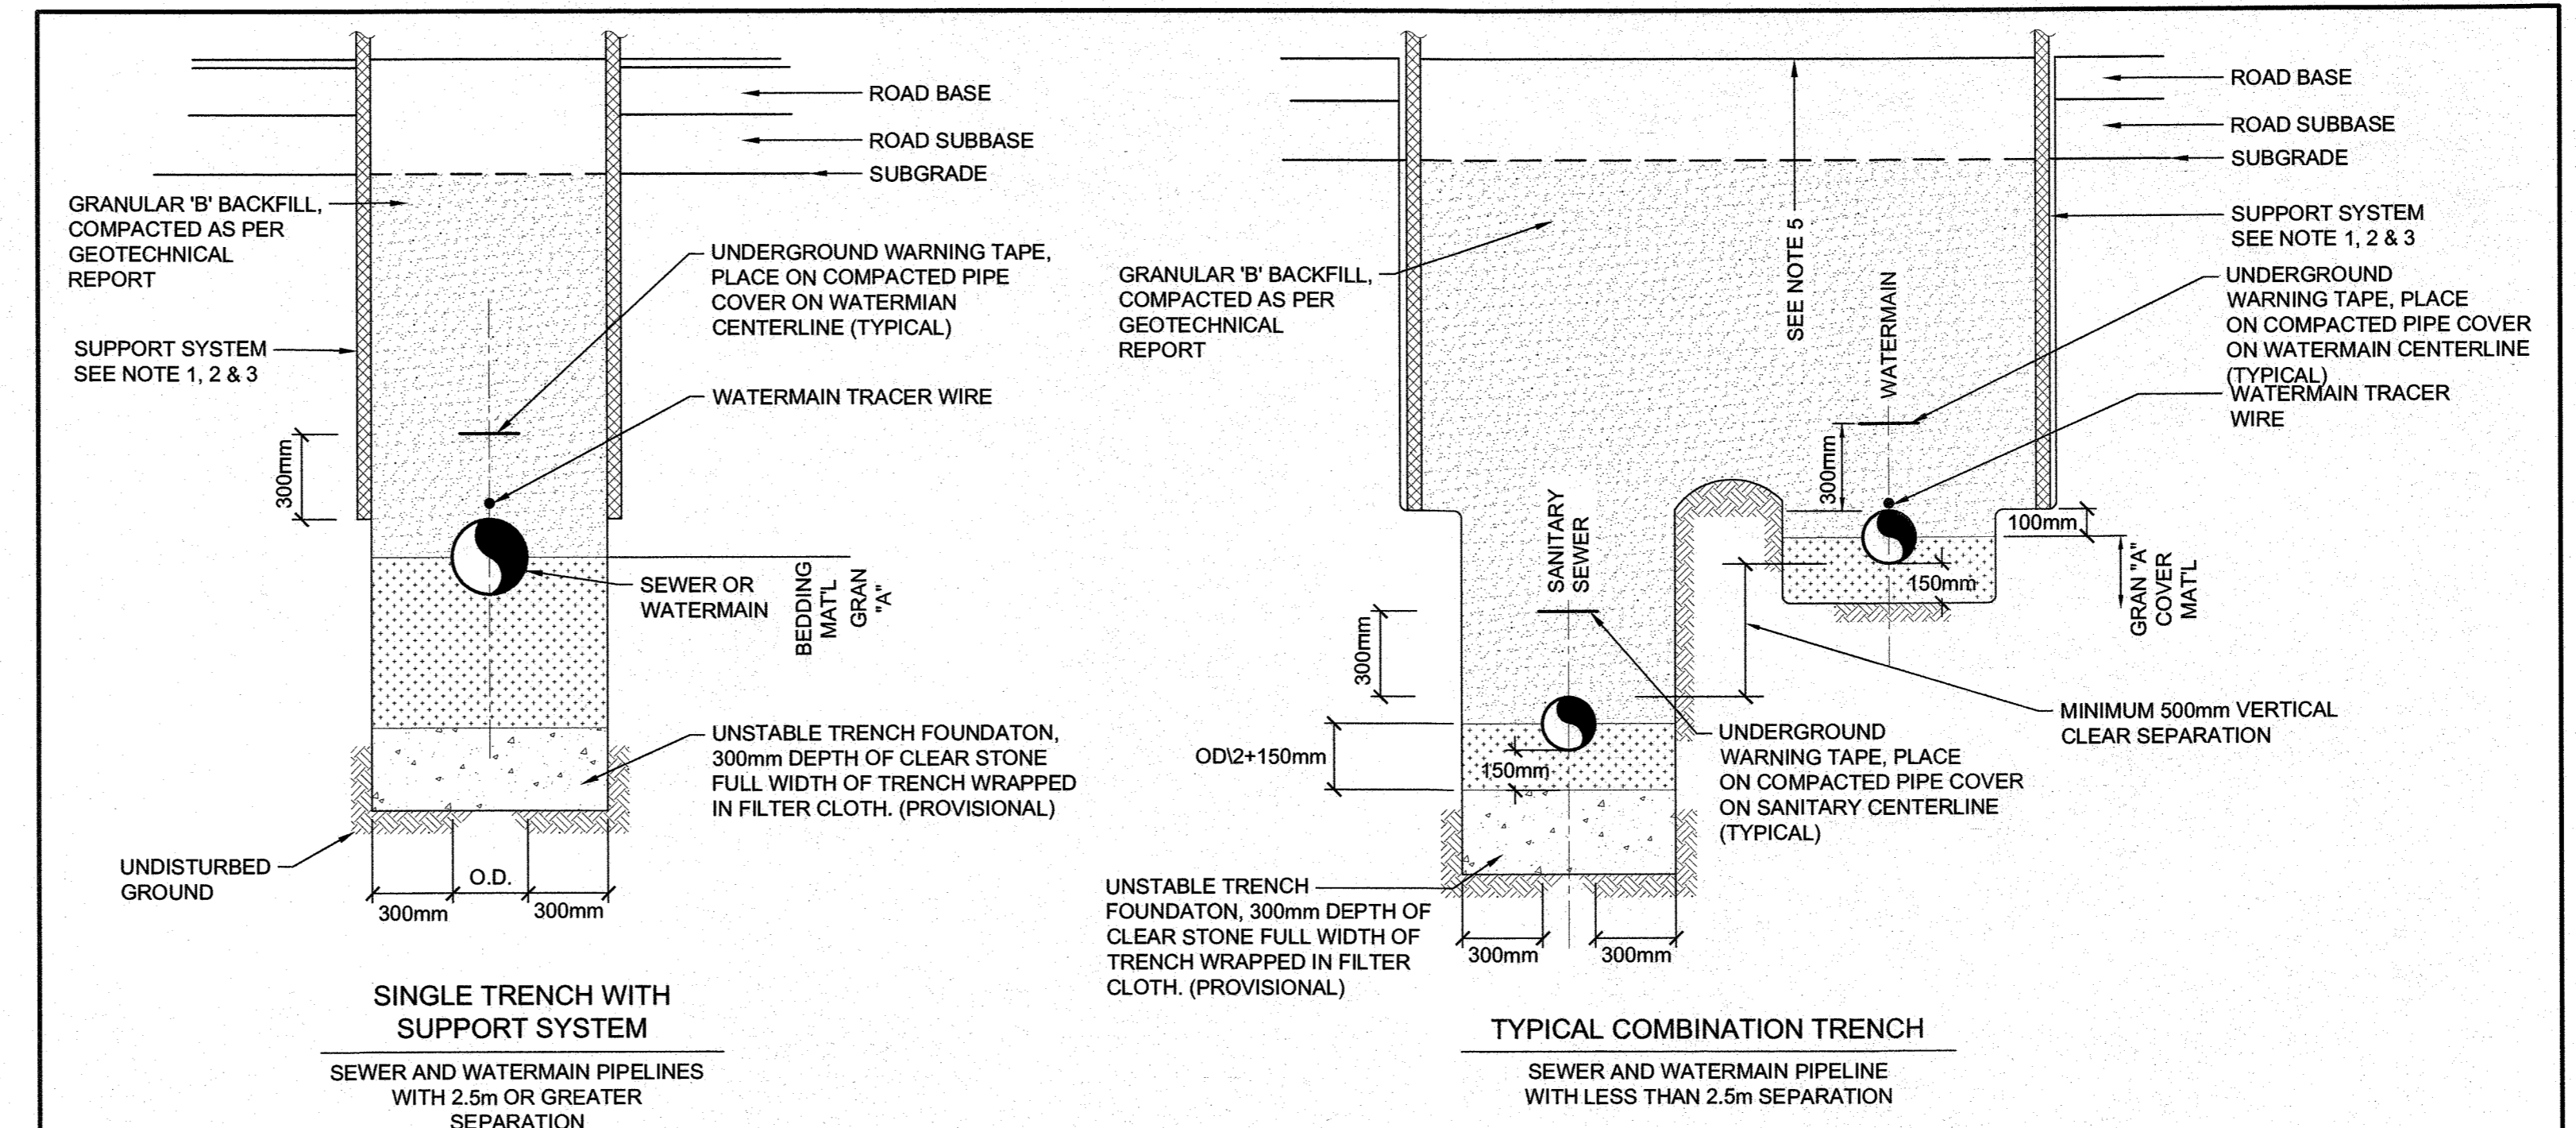 ROAD BASE
ROAD SUBBASE
SUBGRADE
GRANULAR 'B' BACKFILL,
COMPACTED AS PER
GEOTECHNICAL
REPORT
UNDERGROUND WARNING TAPE,
PLACE ON COMPACTED PIPE
COVER ON WATERMIAN
CENTERLINE (TYPICAL)
SUPPORT SYSTEM
SEE NOTE 1, 2 & 3
WATERMAIN TRACER WIRE
300mm
SEWER OR
WATERMAIN
BEDDING
MAT'L
GRAN
"A"
UNSTABLE TRENCH FOUNDATON,
300mm DEPTH OF CLEAR STONE
FULL WIDTH OF TRENCH WRAPPED
IN FILTER CLOTH. (PROVISIONAL)
UNDISTURBED
GROUND
O.D.
300mm
300mm
SINGLE TRENCH WITH
SUPPORT SYSTEM
SEWER AND WATERMAIN PIPELINES
WITH 2.5m OR GREATER
SEPARATION
ROAD BASE
ROAD SUBBASE
SUBGRADE
SUPPORT SYSTEM
SEE NOTE 1, 2 & 3
SEE NOTE 5
GRANULAR 'B' BACKFILL,
COMPACTED AS PER
GEOTECHNICAL
REPORT
WATERMAIN
UNDERGROUND
WARNING TAPE, PLACE
ON COMPACTED PIPE COVER
ON WATERMAIN CENTERLINE
(TYPICAL)
WATERMAIN TRACER
WIRE
300mm
100mm
150mm
GRAN "A"
COVER
MAT'L
SANITARY
SEWER
300mm
OD\2+150mm
150mm
MINIMUM 500mm VERTICAL
CLEAR SEPARATION
UNDERGROUND
WARNING TAPE, PLACE
ON COMPACTED PIPE COVER
ON SANITARY CENTERLINE
(TYPICAL)
UNSTABLE TRENCH
FOUNDATON, 300mm DEPTH OF
CLEAR STONE FULL WIDTH OF
TRENCH WRAPPED IN FILTER
CLOTH. (PROVISIONAL)
300mm
300mm
TYPICAL COMBINATION TRENCH
SEWER AND WATERMAIN PIPELINE
WITH LESS THAN 2.5m SEPARATION